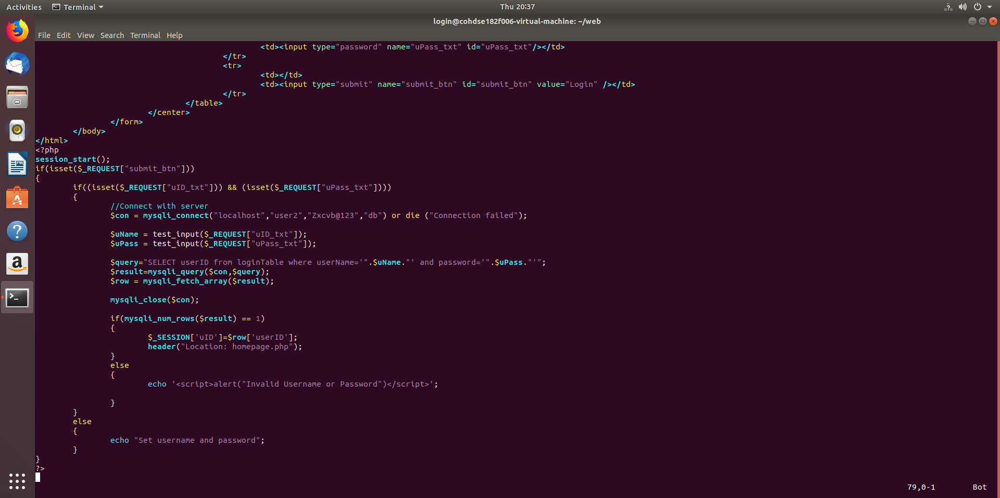 Activities Terminal Thu 20:37
login@cohdse182f006-virtual-machine: ~/web
File Edit View Search Terminal Help
<td><input type="password" name="uPass_txt" id="uPass_txt"/></td>
</tr>
<tr>
<td></td>
<td><input type="submit" name="submit_btn" id="submit_btn" value="Login" /></td>
</tr>
</table>
</center>
</form>
</body>
</html>
<?php
session_start();
if(isset($_REQUEST["submit_btn"]))
{
if((isset($_REQUEST["uID_txt"])) && (isset($_REQUEST["uPass_txt"])))
{
//Connect with server
$con = mysqli_connect("localhost","user2","Zxcvb@123","db") or die ("Connection failed");
$uName = test_input($_REQUEST["uID_txt"]);
$uPass = test_input($_REQUEST["uPass_txt"]);
$query="SELECT userID from loginTable where userName='".$uName."' and password='".$uPass."'";
$result=mysqli_query($con,$query);
$row = mysqli_fetch_array($result);
mysqli_close($con);
if(mysqli_num_rows($result) == 1)
{
$_SESSION['uID']=$row['userID'];
header("Location: homepage.php");
}
else
{
echo '<script>alert("Invalid Username or Password")</script>';
}
}
else
{
echo "Set username and password";
}
}
?>
79,0-1 Bot